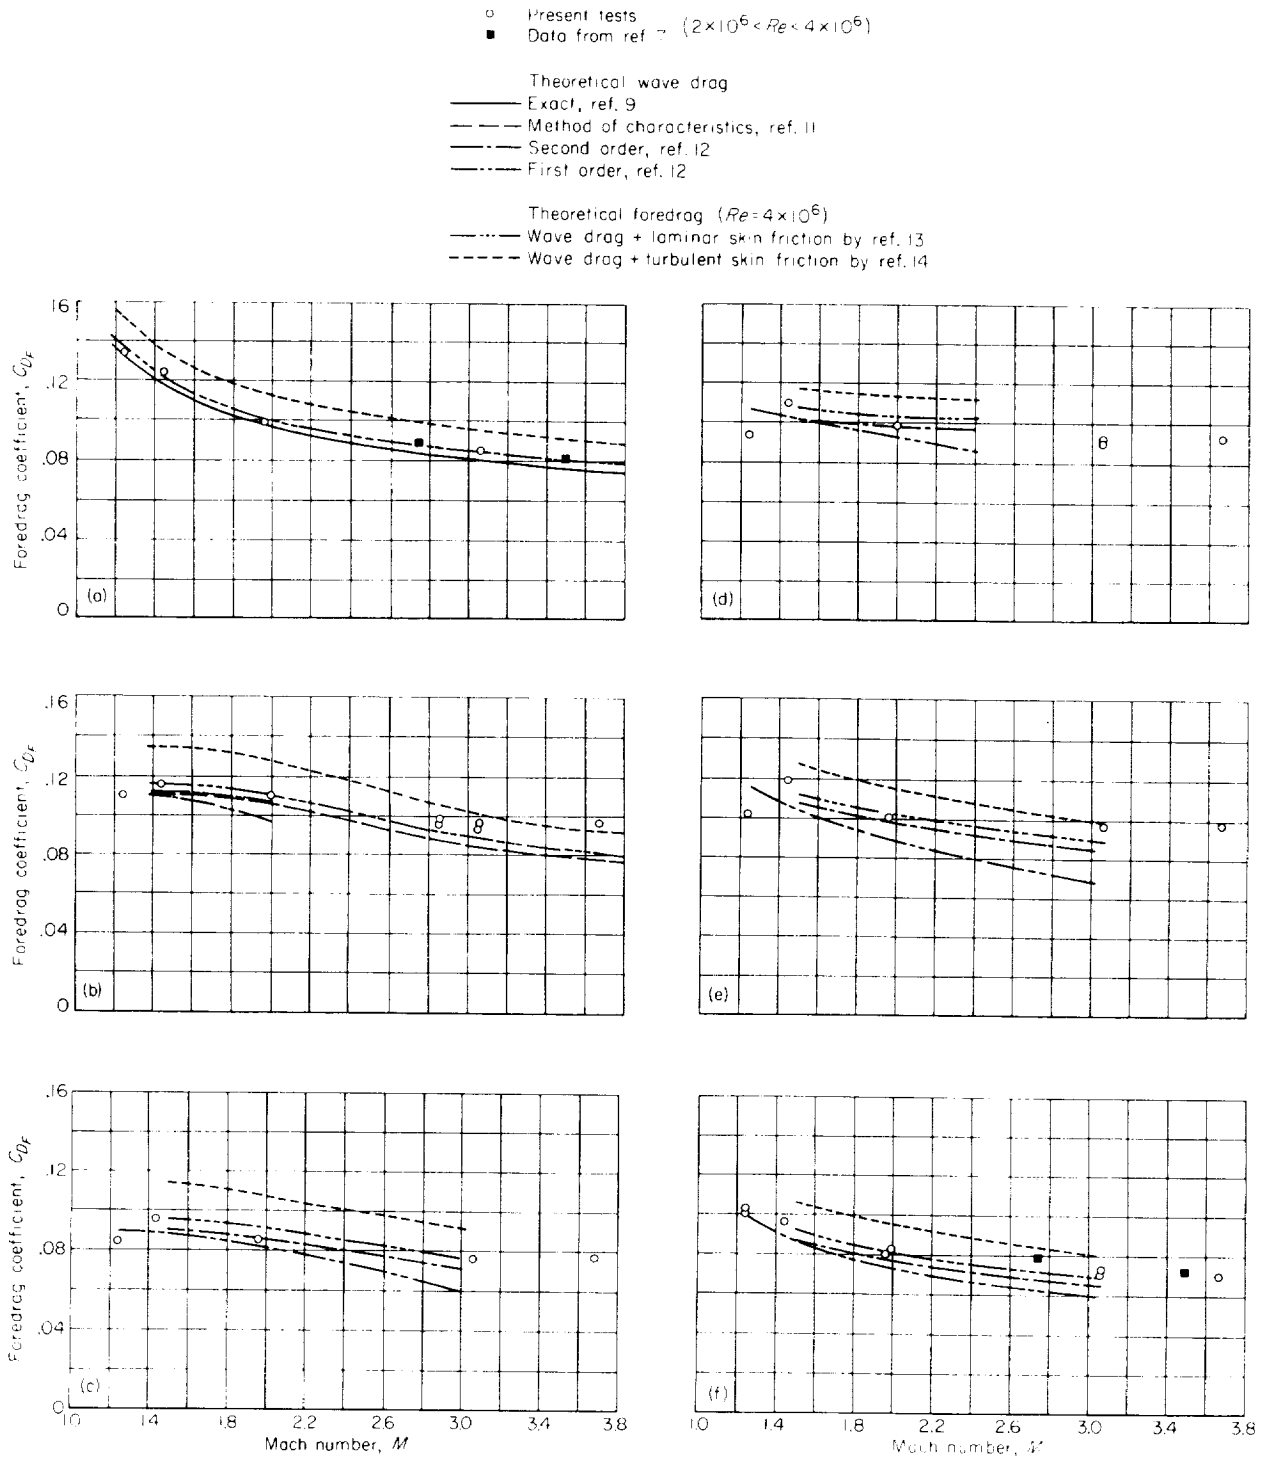 Present tests
Data from ref 7 (2×10⁶ < Re < 4×10⁶)
Theoretical wave drag
Exact, ref. 9
Method of characteristics, ref. 11
Second order, ref. 12
First order, ref. 12
Theoretical foredrag (Re = 4×10⁶)
Wave drag + laminar skin friction by ref. 13
Wave drag + turbulent skin friction by ref. 14
Foredrag coefficient, C_DF
.16
.12
.08
.04
0
(a)
(d)
Foredrag coefficient, C_DF
.16
.12
.08
.04
0
(b)
(e)
Foredrag coefficient, C_DF
.16
.12
.08
.04
0
(c)
(f)
1.0 1.4 1.8 2.2 2.6 3.0 3.4 3.8
Mach number, M
1.0 1.4 1.8 2.2 2.6 3.0 3.4 3.8
Mach number, M